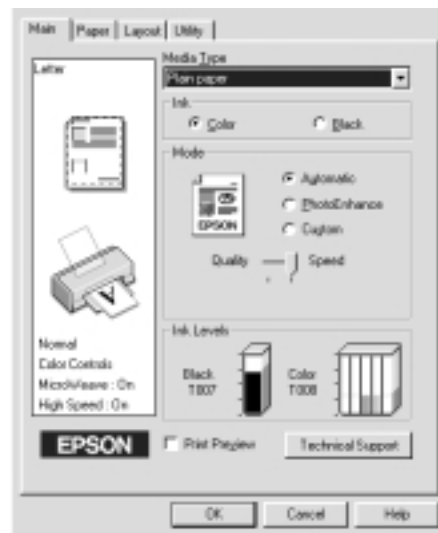 Main Paper Layout Utility
Letter
Media Type
Plain paper
Ink
Color Black
Mode
EPSON
Automatic
PhotoEnhance
Custom
Quality Speed
Normal
Color Controls
MicroWeave : On
High Speed : On
Ink Levels
Black
T007
Color
T008
EPSON
Print Preview
Technical Support
OK Cancel Help